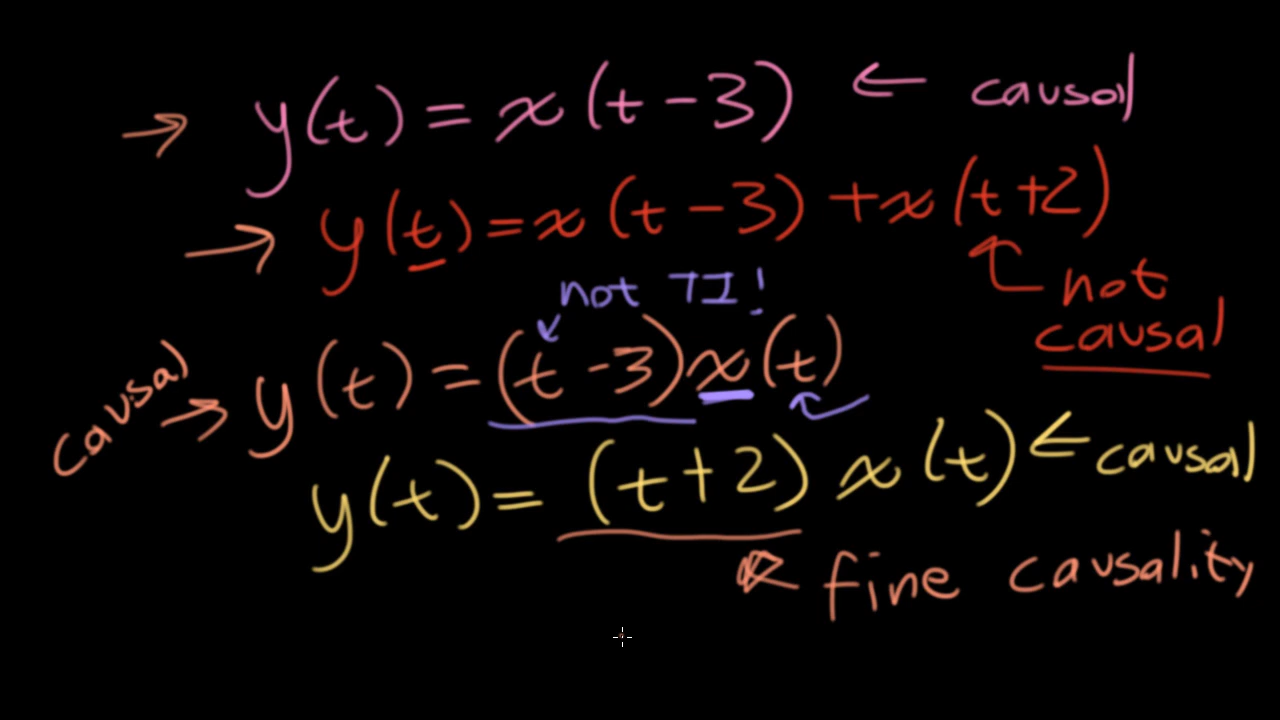 → y(t) = x(t-3) ← causal
→ y(t) = x(t-3) + x(t+2)
not
causal
not TI!
causal → y(t) = (t-3)x(t)
y(t) = (t+2)x(t) ← causal
fine causality